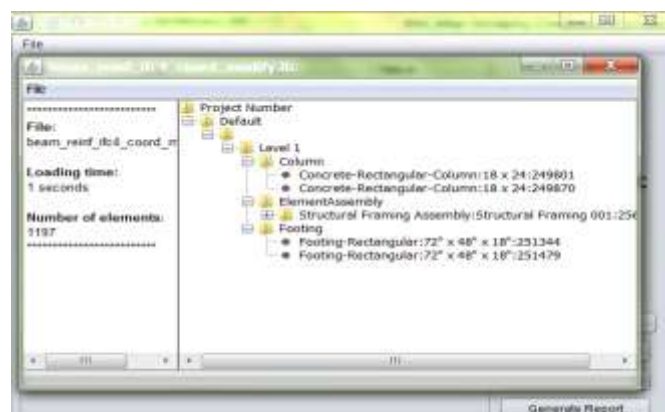 File
File
File:
beam_reinf_ifc4_coord_m
Loading time:
1 seconds
Number of elements:
1197
Project Number
Default
Level 1
Column
Concrete-Rectangular-Column:18 x 24:249801
Concrete-Rectangular-Column:18 x 24:249870
ElementAssembly
Structural Framing Assembly:Structural Framing 001:256
Footing
Footing-Rectangular:72" x 48" x 18":251344
Footing-Rectangular:72" x 48" x 18":251479
Generate Report